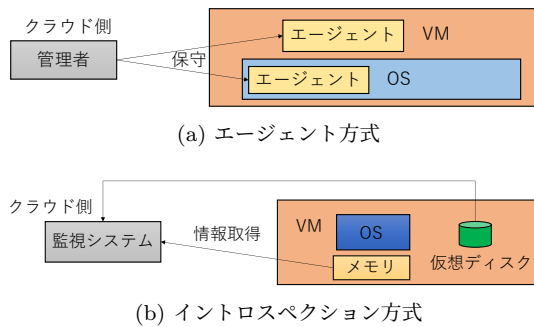 クラウド側
管理者
保守
エージェント
VM
エージェント
OS
(a) エージェント方式
クラウド側
監視システム
情報取得
VM
OS
メモリ
仮想ディスク
(b) イントロスペクション方式